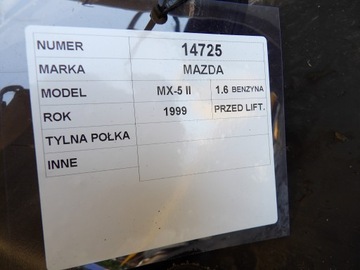 NUMER 14725
MARKA MAZDA
MODEL MX-5 II 1.6 BENZYNA
ROK 1999 PRZED LIFT.
TYLNA PÓŁKA
INNE